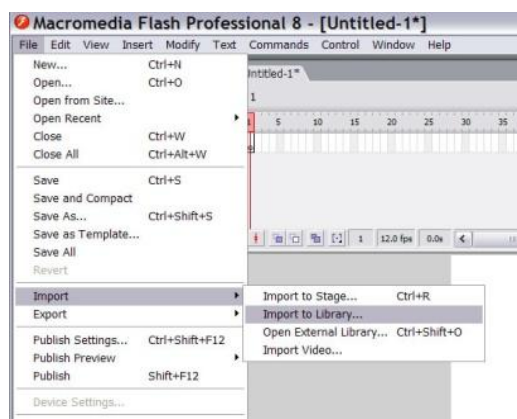 Macromedia Flash Professional 8 - [Untitled-1*]
File Edit View Insert Modify Text Commands Control Window Help
New... Ctrl+N
Open... Ctrl+O
Open from Site...
Open Recent
Close Ctrl+W
Close All Ctrl+Alt+W
Save Ctrl+S
Save and Compact
Save As... Ctrl+Shift+S
Save as Template...
Save All
Revert
Import
Export
Publish Settings... Ctrl+Shift+F12
Publish Preview
Publish Shift+F12
Device Settings...
ntitled-1*
1
5 10 15 20 25 30 35
1 12.0 fps 0.0s
Import to Stage... Ctrl+R
Import to Library...
Open External Library... Ctrl+Shift+O
Import Video...